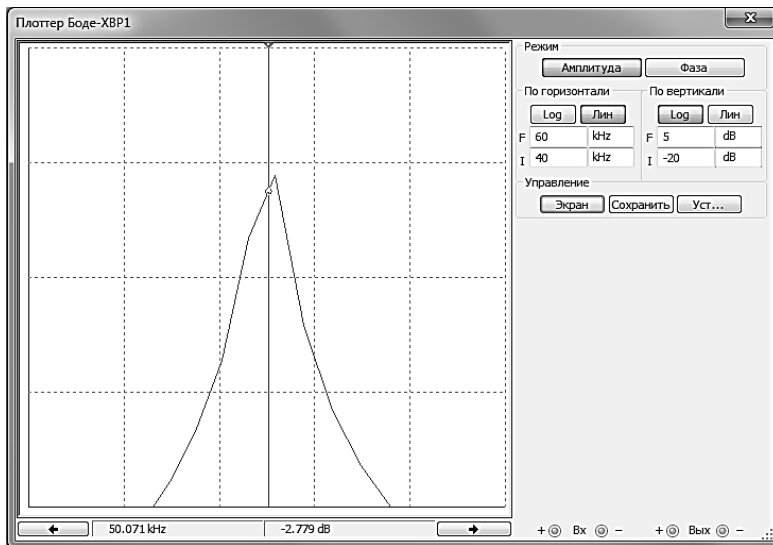 Плоттер Боде-XBP1
x
Режим
Амплитуда Фаза
По горизонтали По вертикали
Log Лин Log Лин
F 60 kHz F 5 dB
I 40 kHz I -20 dB
Управление
Экран Сохранить Уст...
50.071 kHz -2.779 dB
+ Вх − + Вых −